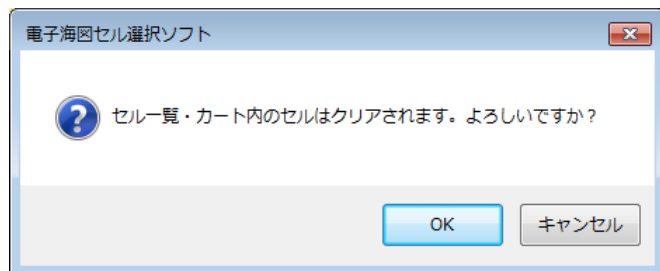 電子海図セル選択ソフト
セル一覧・カート内のセルはクリアされます。よろしいですか？
OK
キャンセル